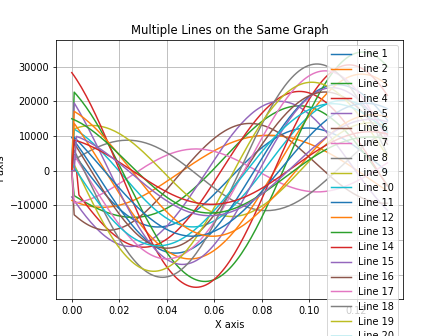 Multiple Lines on the Same Graph
30000
20000
10000
0
−10000
−20000
−30000
axis
0.00
0.02
0.04
0.06
0.08
0.10
X axis
Line 1
Line 2
Line 3
Line 4
Line 5
Line 6
Line 7
Line 8
Line 9
Line 10
Line 11
Line 12
Line 13
Line 14
Line 15
Line 16
Line 17
Line 18
Line 19
Line 20